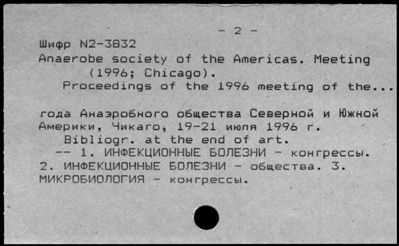 - 2 -
Шифр N2-3832
Anaerobe society of the Americas. Meeting
(1996; Chicago).
Proceedings of the 1996 meeting of the...
года Анаэробного общества Северной и Южной
Америки, Чикаго, 19-21 июля 1996 г.
Bibliogr. at the end of art.
-- 1. ИНФЕКЦИОННЫЕ БОЛЕЗНИ - конгрессы.
2. ИНФЕКЦИОННЫЕ БОЛЕЗНИ - общества. 3.
МИКРОБИОЛОГИЯ - конгрессы.